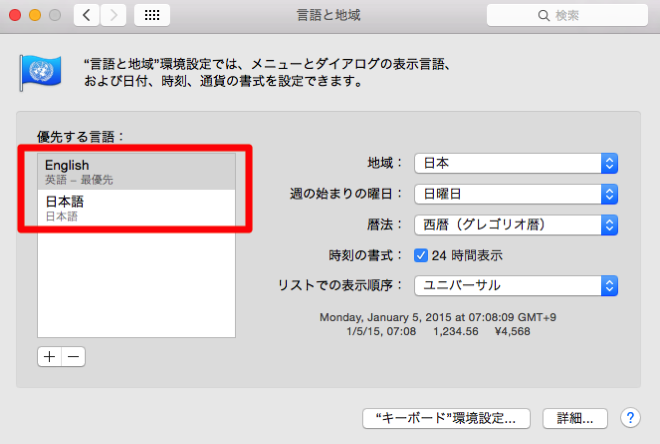 言語と地域
検索
“言語と地域”環境設定では、メニューとダイアログの表示言語、
および日付、時刻、通貨の書式を設定できます。
優先する言語：
English
英語 – 最優先
日本語
日本語
地域： 日本
週の始まりの曜日： 日曜日
暦法： 西暦（グレゴリオ暦）
時刻の書式： 24 時間表示
リストでの表示順序： ユニバーサル
Monday, January 5, 2015 at 07:08:09 GMT+9
1/5/15, 07:08 1,234.56 ¥4,568
“キーボード”環境設定...
詳細...
?